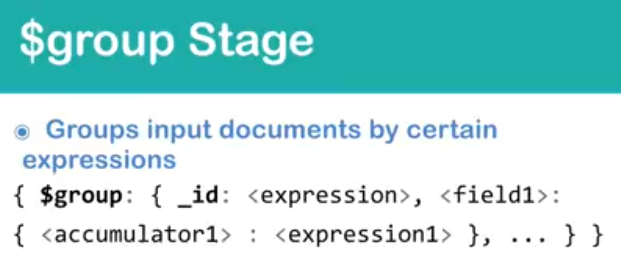 $group Stage
Groups input documents by certain
expressions
{ $group: { _id: <expression>, <field1>:
{ <accumulator1> : <expression1> }, ... } }